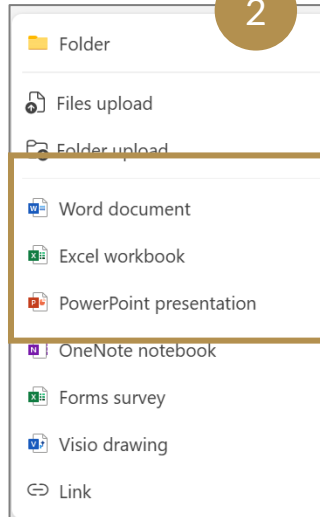 2
Folder
Files upload
Folder upload
Word document
Excel workbook
PowerPoint presentation
OneNote notebook
Forms survey
Visio drawing
Link